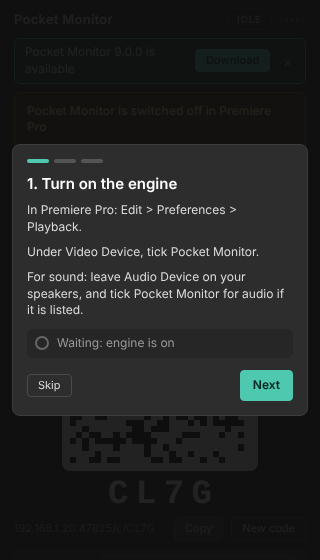 Pocket Monitor
IDLE
Pocket Monitor 9.0.0 is
available
Download
Pocket Monitor is switched off in Premiere
Pro
1. Turn on the engine
In Premiere Pro: Edit > Preferences >
Playback.
Under Video Device, tick Pocket Monitor.
For sound: leave Audio Device on your
speakers, and tick Pocket Monitor for audio if
it is listed.
Waiting: engine is on
Skip
Next
CL7G
Copy
New code